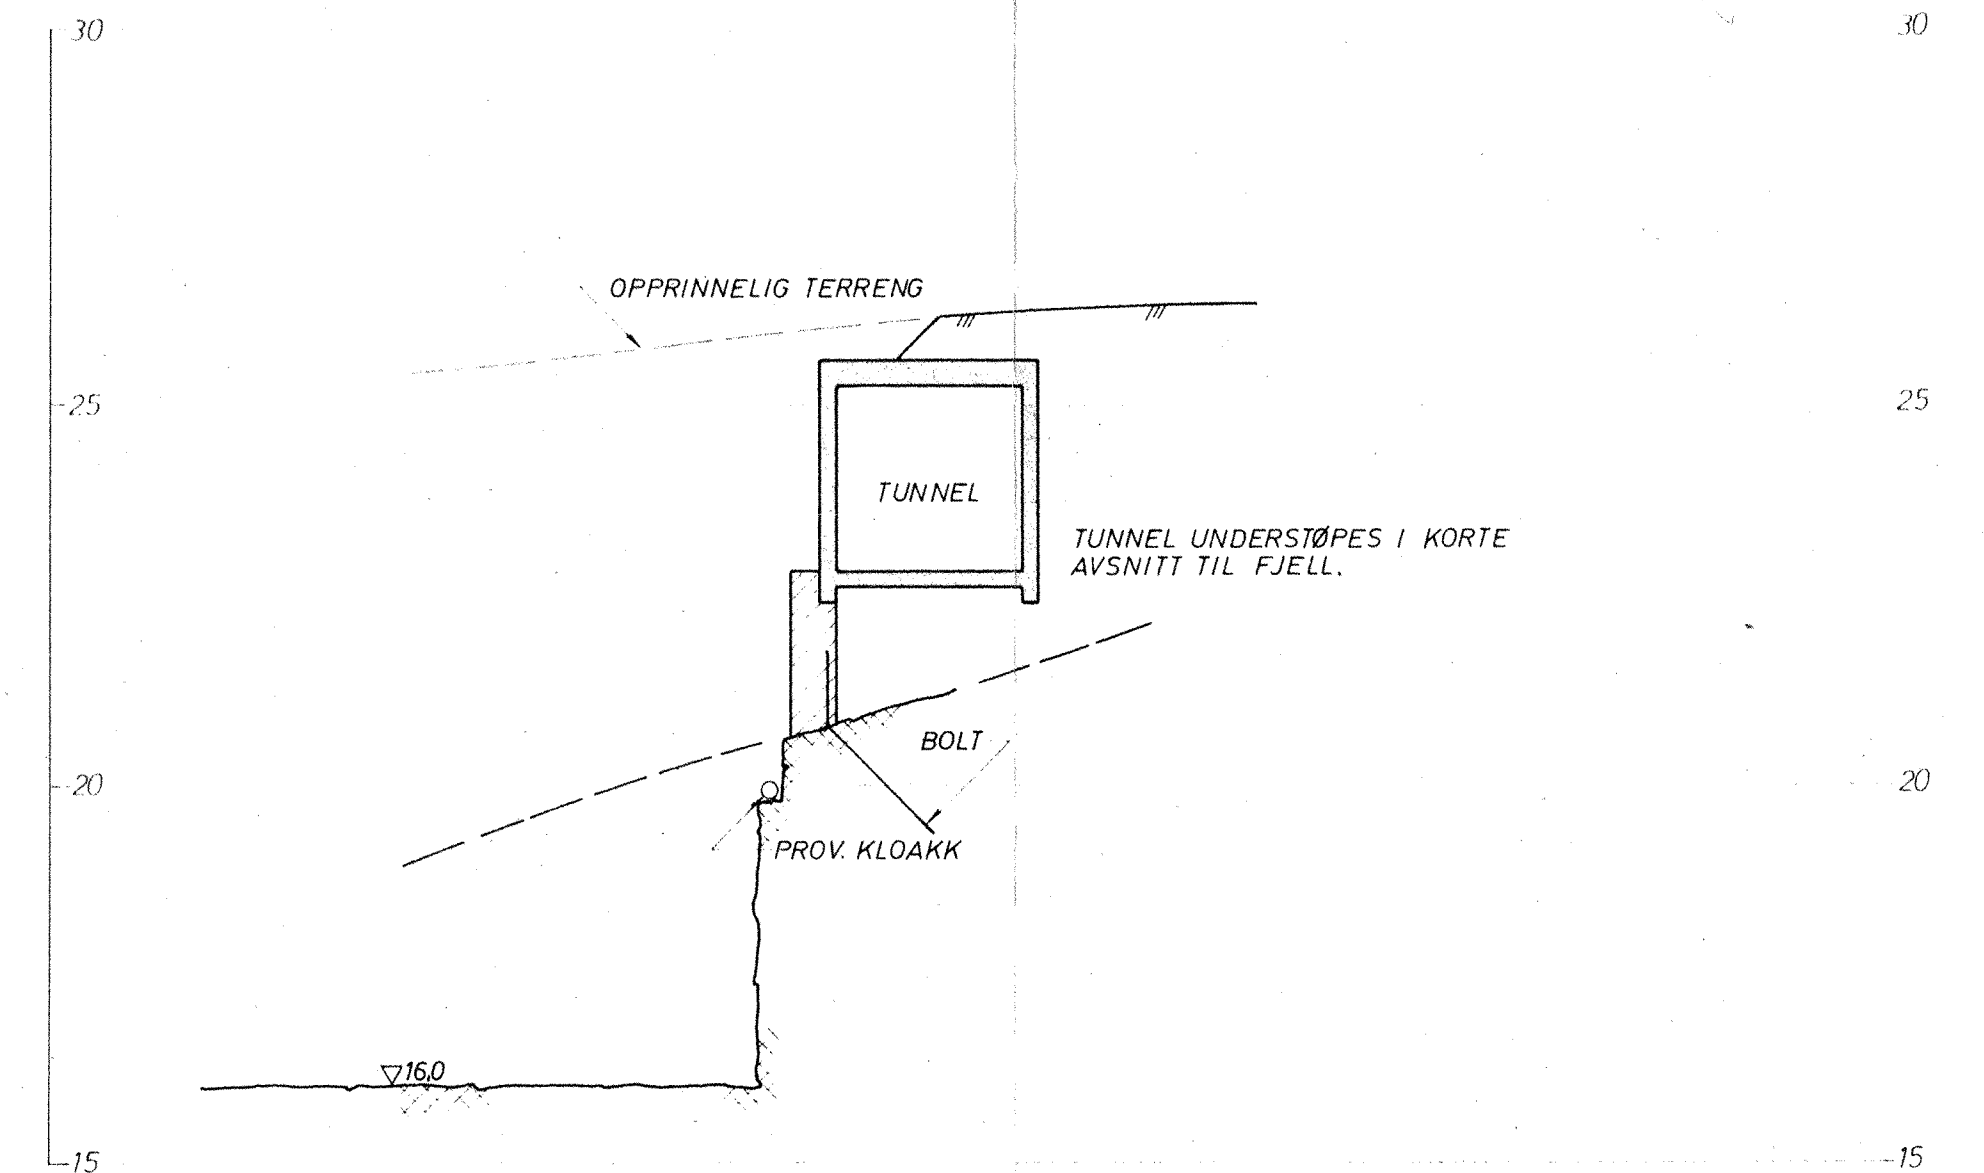 30 30
OPPRINNELIG TERRENG
25 25
TUNNEL
TUNNEL UNDERSTØPES I KORTE
AVSNITT TIL FJELL.
BOLT
20 20
PROV. KLOAKK
16,0
15 15